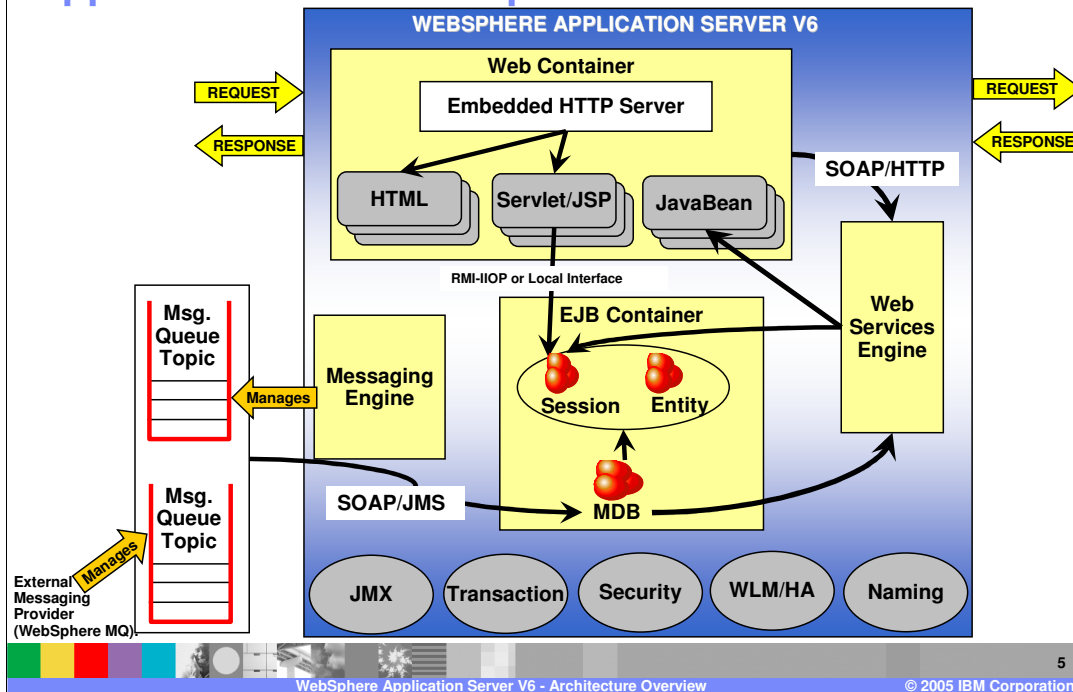 WEBSPHERE APPLICATION SERVER V6
Web Container
Embedded HTTP Server
REQUEST
RESPONSE
REQUEST
RESPONSE
SOAP/HTTP
HTML
Servlet/JSP
JavaBean
RMI-IIOP or Local Interface
Msg.
Queue
Topic
Manages
Messaging
Engine
EJB Container
Session
Entity
MDB
Web
Services
Engine
SOAP/JMS
Msg.
Queue
Topic
Manages
External
Messaging
Provider
(WebSphere MQ).
JMX
Transaction
Security
WLM/HA
Naming
5
WebSphere Application Server V6 - Architecture Overview
© 2005 IBM Corporation